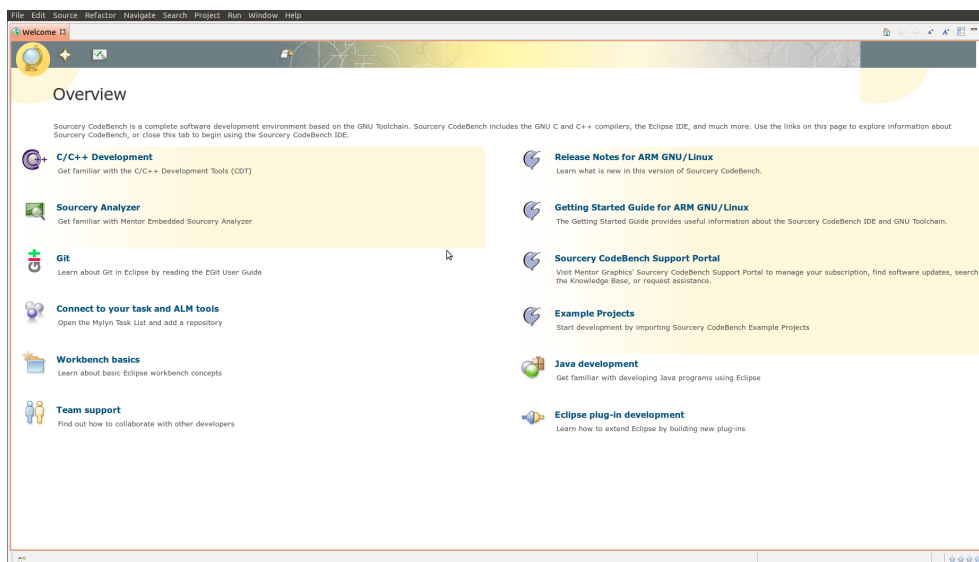 File Edit Source Refactor Navigate Search Project Run Window Help
Welcome
Overview
Sourcery CodeBench is a complete software development environment based on the GNU Toolchain. Sourcery CodeBench includes the GNU C and C++ compilers, the Eclipse IDE, and much more. Use the links on this page to explore information about
Sourcery CodeBench, or close this tab to begin using the Sourcery CodeBench IDE.
C/C++ Development
Get familiar with the C/C++ Development Tools (CDT)
Sourcery Analyzer
Get familiar with Mentor Embedded Sourcery Analyzer
Git
Learn about Git in Eclipse by reading the EGit User Guide
Connect to your task and ALM tools
Open the Mylyn Task List and add a repository
Workbench basics
Learn about basic Eclipse workbench concepts
Team support
Find out how to collaborate with other developers
Release Notes for ARM GNU/Linux
Learn what is new in this version of Sourcery CodeBench.
Getting Started Guide for ARM GNU/Linux
The Getting Started Guide provides useful information about the Sourcery CodeBench IDE and GNU Toolchain.
Sourcery CodeBench Support Portal
Visit Mentor Graphics' Sourcery CodeBench Support Portal to manage your subscription, find software updates, search
the Knowledge Base, or request assistance.
Example Projects
Start development by importing Sourcery CodeBench Example Projects
Java development
Get familiar with developing Java programs using Eclipse
Eclipse plug-in development
Learn how to extend Eclipse by building new plug-ins